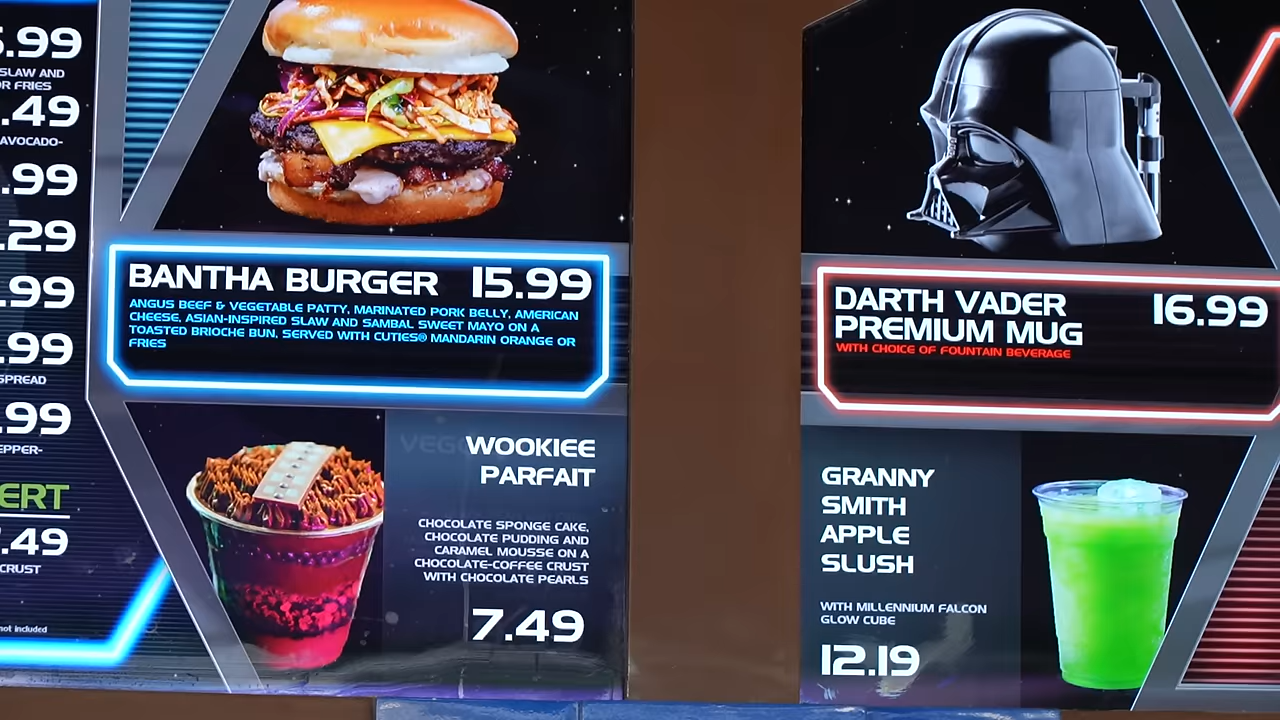 .99
SLAW AND
OR FRIES
.49
AVOCADO-
.99
.29
.99
.99
SPREAD
.99
EPPER-
ERT
.49
CRUST
not included
BANTHA BURGER 15.99
ANGUS BEEF & VEGETABLE PATTY, MARINATED PORK BELLY, AMERICAN
CHEESE, ASIAN-INSPIRED SLAW AND SAMBAL SWEET MAYO ON A
TOASTED BRIOCHE BUN, SERVED WITH CUTIES® MANDARIN ORANGE OR
FRIES
WOOKIEE
PARFAIT
CHOCOLATE SPONGE CAKE,
CHOCOLATE PUDDING AND
CARAMEL MOUSSE ON A
CHOCOLATE-COFFEE CRUST
WITH CHOCOLATE PEARLS
7.49
DARTH VADER
PREMIUM MUG 16.99
WITH CHOICE OF FOUNTAIN BEVERAGE
GRANNY
SMITH
APPLE
SLUSH
WITH MILLENNIUM FALCON
GLOW CUBE
12.19